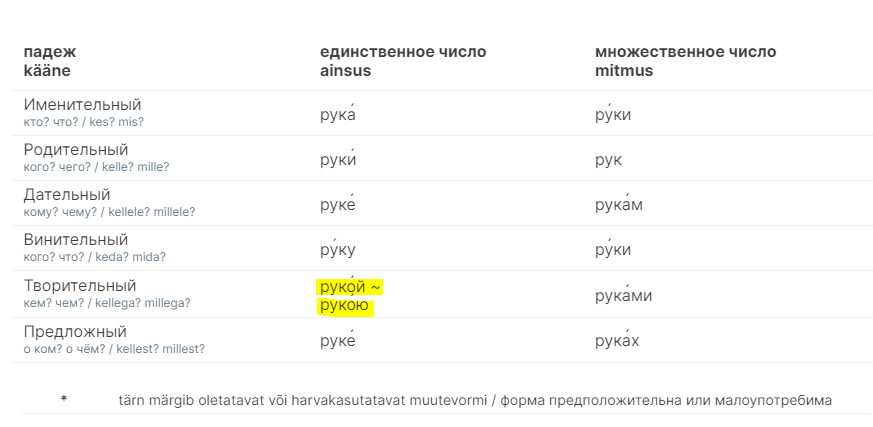 падеж единственное число множественное число
kääne ainsus mitmus
Именительный
кто? что? / kes? mis?
рука́ ру́ки
Родительный
кого? чего? / kelle? mille?
руки́ рук
Дательный
кому? чему? / kellele? millele?
руке́ рука́м
Винительный
кого? что? / keda? mida?
ру́ку ру́ки
Творительный
кем? чем? / kellega? millega?
руко́й ~
руко́ю
рука́ми
Предложный
о ком? о чём? / kellest? millest?
руке́ рука́х
* tärn märgib oletatavat või harvakasutatavat muutevormi / форма предположительна или малоупотребима